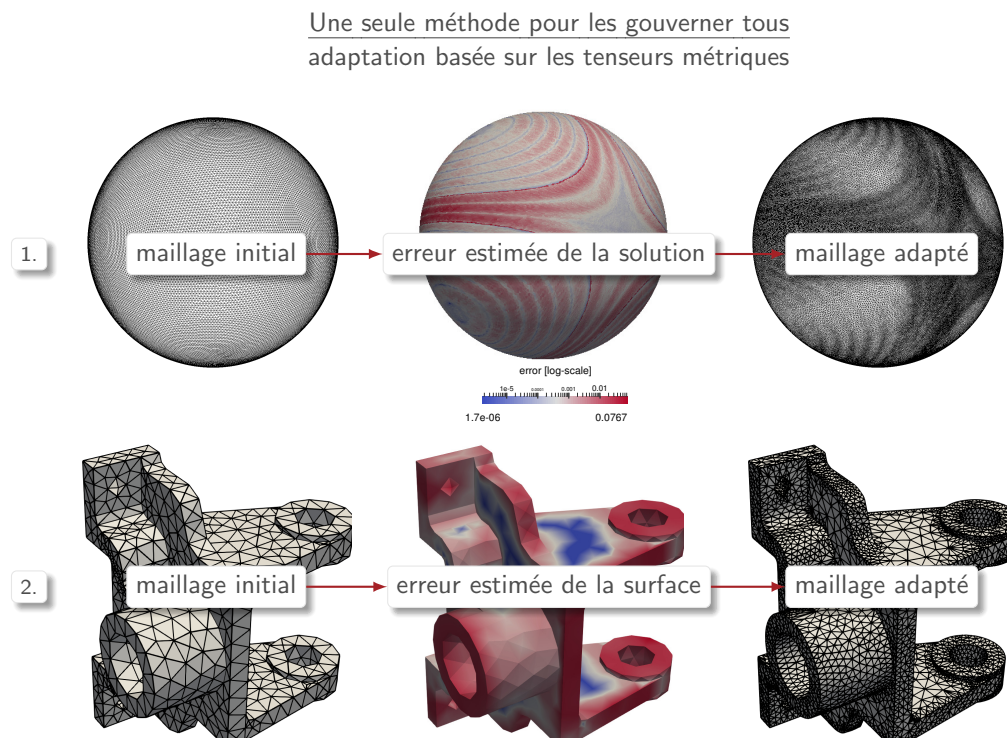 Une seule méthode pour les gouverner tous
adaptation basée sur les tenseurs métriques
1.
maillage initial
erreur estimée de la solution
maillage adapté
error [log-scale]
1e-5 0.0001 0.001 0.01
1.7e-06 0.0767
2.
maillage initial
erreur estimée de la surface
maillage adapté